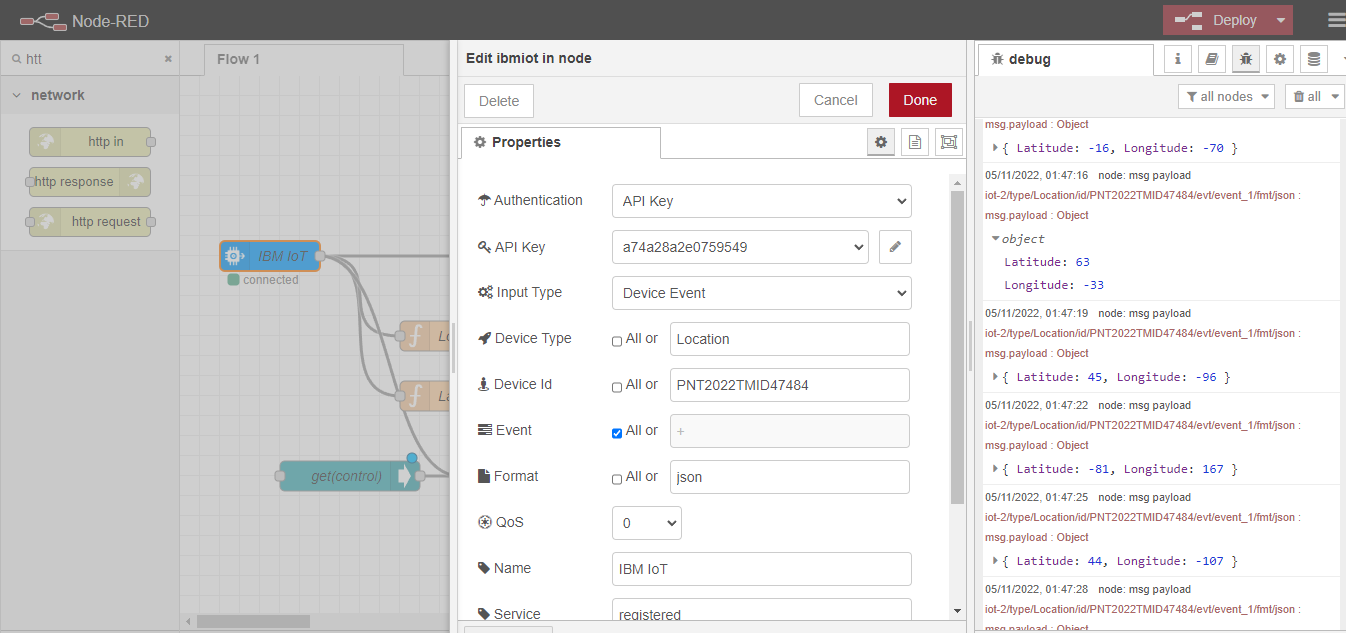 Node-RED
Deploy
htt
network
http in
http response
http request
Flow 1
IBM IoT
connected
get(control)
Edit ibmiot in node
Delete
Cancel
Done
Properties
Authentication
API Key
API Key
a74a28a2e0759549
Input Type
Device Event
Device Type
All or
Location
Device Id
All or
PNT2022TMID47484
Event
All or
+
Format
All or
json
QoS
0
Name
IBM IoT
Service
registered
debug
all nodes
all
msg.payload : Object
{ Latitude: -16, Longitude: -70 }
05/11/2022, 01:47:16 node: msg payload
iot-2/type/Location/id/PNT2022TMID47484/evt/event_1/fmt/json :
msg.payload : Object
object
Latitude: 63
Longitude: -33
05/11/2022, 01:47:19 node: msg payload
iot-2/type/Location/id/PNT2022TMID47484/evt/event_1/fmt/json :
msg.payload : Object
{ Latitude: 45, Longitude: -96 }
05/11/2022, 01:47:22 node: msg payload
iot-2/type/Location/id/PNT2022TMID47484/evt/event_1/fmt/json :
msg.payload : Object
{ Latitude: -81, Longitude: 167 }
05/11/2022, 01:47:25 node: msg payload
iot-2/type/Location/id/PNT2022TMID47484/evt/event_1/fmt/json :
msg.payload : Object
{ Latitude: 44, Longitude: -107 }
05/11/2022, 01:47:28 node: msg payload
iot-2/type/Location/id/PNT2022TMID47484/evt/event_1/fmt/json :
msg.payload : Object